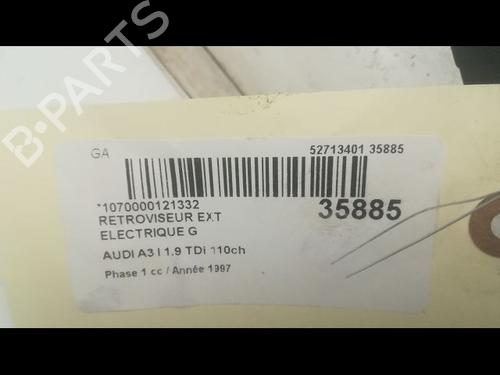 B-PARTS
GA
52713401 35885
*1070000121332
35885
RETROVISEUR EXT
ELECTRIQUE G
AUDI A3 I 1.9 TDi 110ch
Phase 1 cc / Année 1997